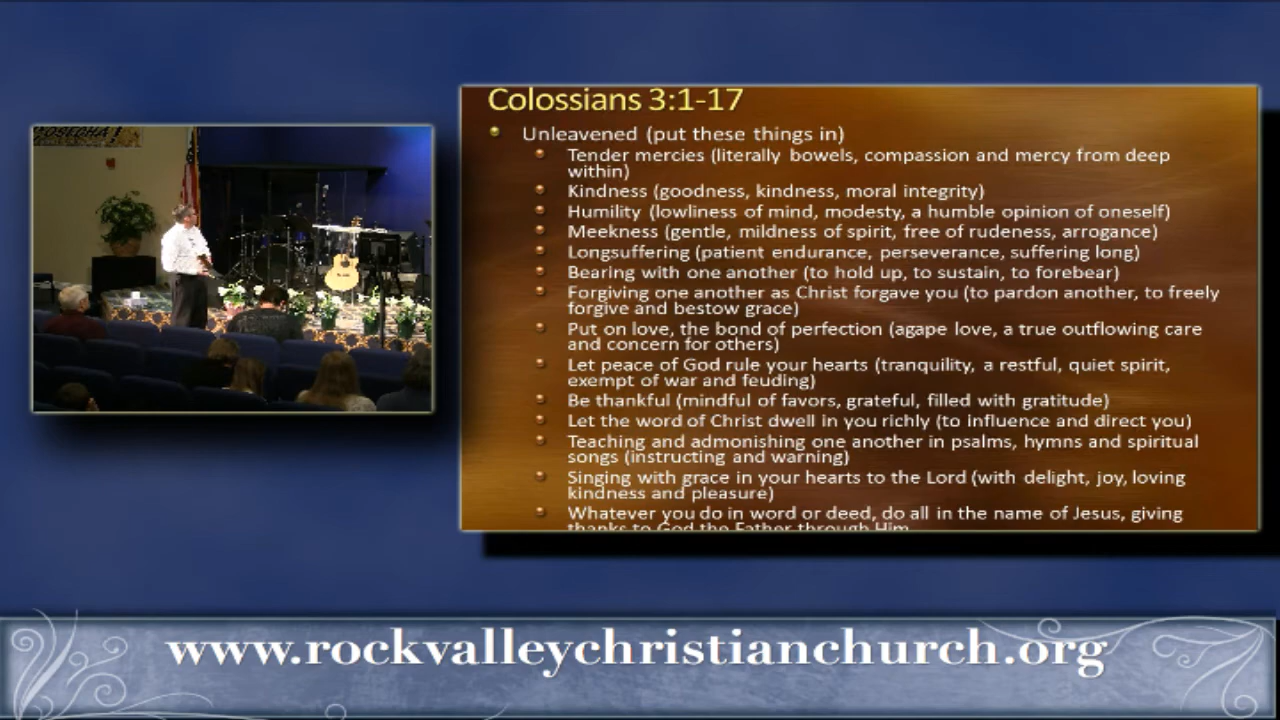 Colossians 3:1-17
Unleavened (put these things in)
Tender mercies (literally bowels, compassion and mercy from deep
within)
Kindness (goodness, kindness, moral integrity)
Humility (lowliness of mind, modesty, a humble opinion of oneself)
Meekness (gentle, mildness of spirit, free of rudeness, arrogance)
Longsuffering (patient endurance, perseverance, suffering long)
Bearing with one another (to hold up, to sustain, to forebear)
Forgiving one another as Christ forgave you (to pardon another, to freely
forgive and bestow grace)
Put on love, the bond of perfection (agape love, a true outflowing care
and concern for others)
Let peace of God rule your hearts (tranquility, a restful, quiet spirit,
exempt of war and feuding)
Be thankful (mindful of favors, grateful, filled with gratitude)
Let the word of Christ dwell in you richly (to influence and direct you)
Teaching and admonishing one another in psalms, hymns and spiritual
songs (instructing and warning)
Singing with grace in your hearts to the Lord (with delight, joy, loving
kindness and pleasure)
Whatever you do in word or deed, do all in the name of Jesus, giving
thanks to God the Father through Him
www.rockvalleychristianchurch.org